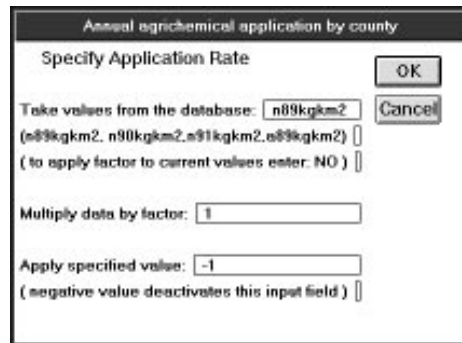 Annual agrichemical application by county
Specify Application Rate
OK
Take values from the database: n89kgkm2
Cancel
(n89kgkm2, n90kgkm2,n91kgkm2,a89kgkm2)
( to apply factor to current values enter: NO )
Multiply data by factor: 1
Apply specified value: -1
( negative value deactivates this input field )